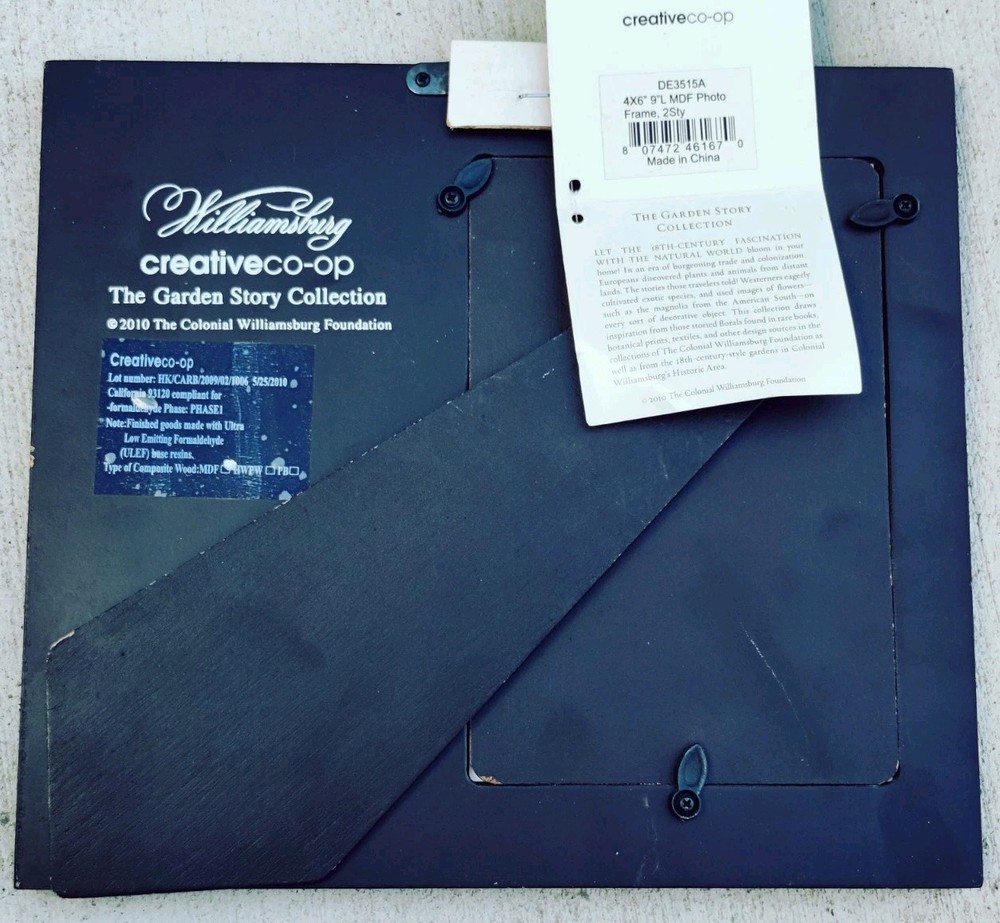 creativeco-op
DE3515A
4X6" 9"L MDF Photo
Frame, 2Sty
8 07472 46167 0
Made in China
THE GARDEN STORY
COLLECTION
LET THE 18TH-CENTURY FASCINATION
WITH THE NATURAL WORLD bloom in your
home! In an era of burgeoning trade and colonization,
Europeans discovered plants and animals from distant
lands. The stories those travelers told! Westerners eagerly
cultivated exotic species, and used images of flowers—
such as the magnolia from the American South—on
every sort of decorative object. This collection draws
inspiration from those storied florals found in rare books,
botanical prints, textiles, and other design sources in the
collections of The Colonial Williamsburg Foundation as
well as from the 18th-century-style gardens in Colonial
Williamsburg's Historic Area.
© 2010 The Colonial Williamsburg Foundation
Williamsburg
creativeco-op
The Garden Story Collection
©2010 The Colonial Williamsburg Foundation
Creativeco-op
Lot number: HK/CARB/2009/02/1006 5/25/2010
California 93120 compliant for
-formaldehyde Phase: PHASE1
Note:Finished goods made with Ultra
Low Emitting Formaldehyde
(ULEF) base resins.
Type of Composite Wood:MDF□ HWPW □PB□